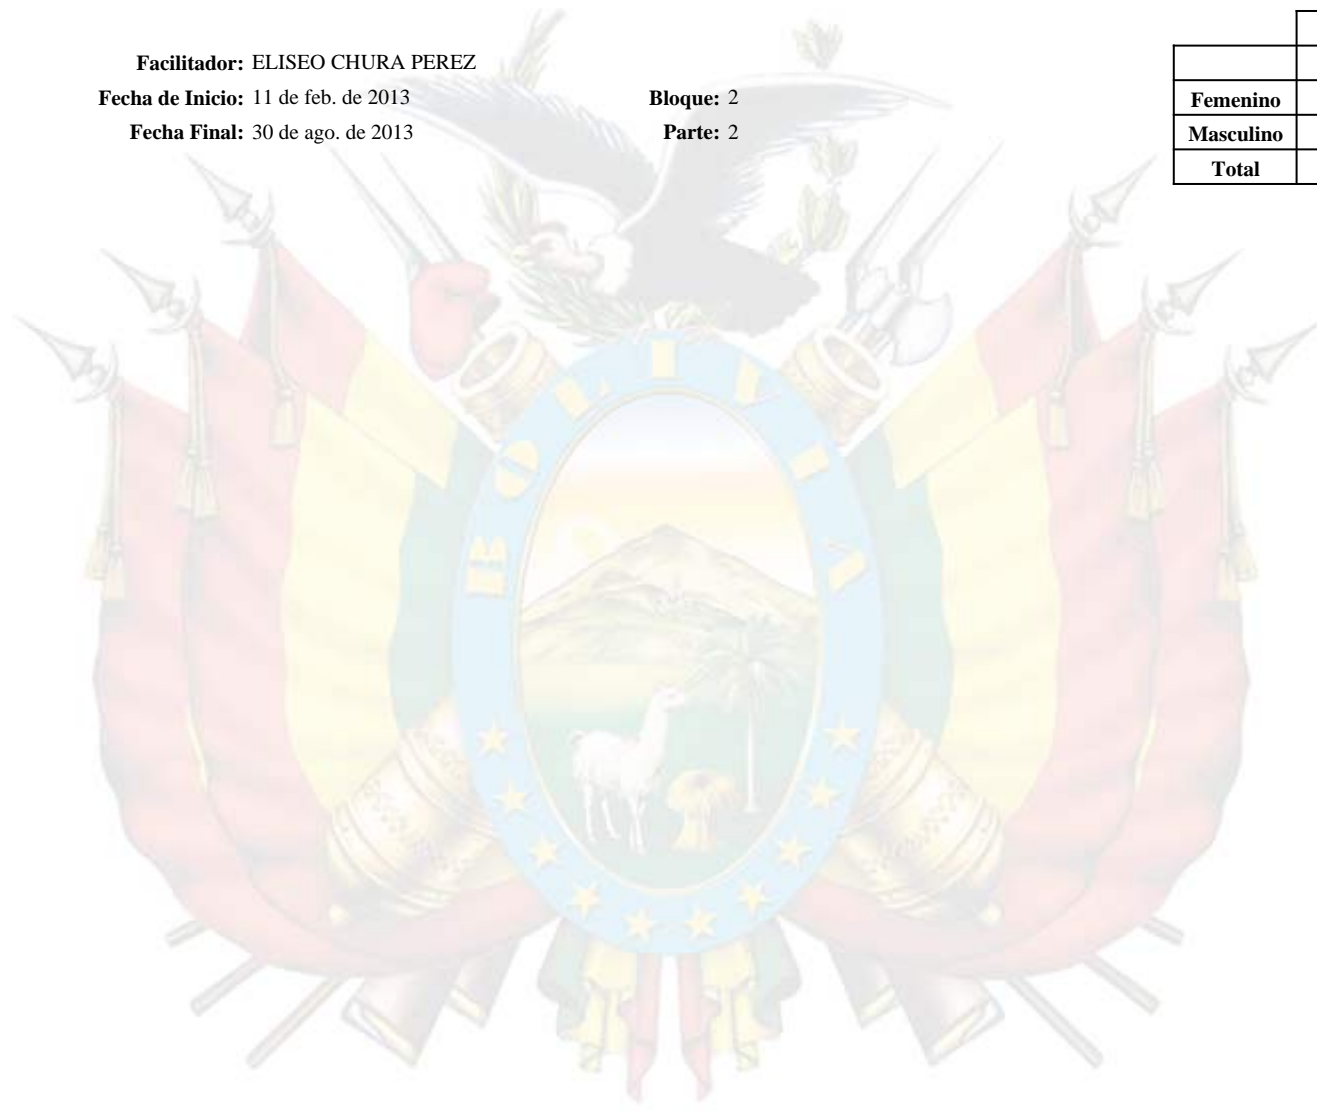 Facilitador: ELISEO CHURA PEREZ
Fecha de Inicio: 11 de feb. de 2013 Bloque: 2
Fecha Final: 30 de ago. de 2013 Parte: 2
Femenino
Masculino
Total
BOLIVIA